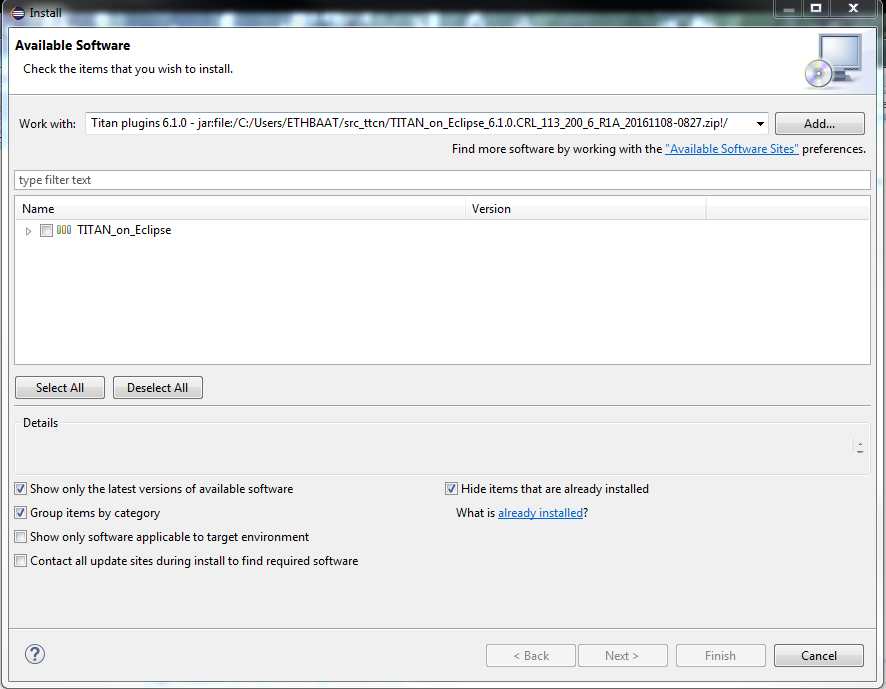 Install
Available Software
Check the items that you wish to install.
Work with: Titan plugins 6.1.0 - jar:file:/C:/Users/ETHBAAT/src_ttcn/TITAN_on_Eclipse_6.1.0.CRL_113_200_6_R1A_20161108-0827.zip!/ Add...
Find more software by working with the "Available Software Sites" preferences.
type filter text
Name Version
TITAN_on_Eclipse
Select All Deselect All
Details
Show only the latest versions of available software Hide items that are already installed
Group items by category What is already installed?
Show only software applicable to target environment
Contact all update sites during install to find required software
? < Back Next > Finish Cancel